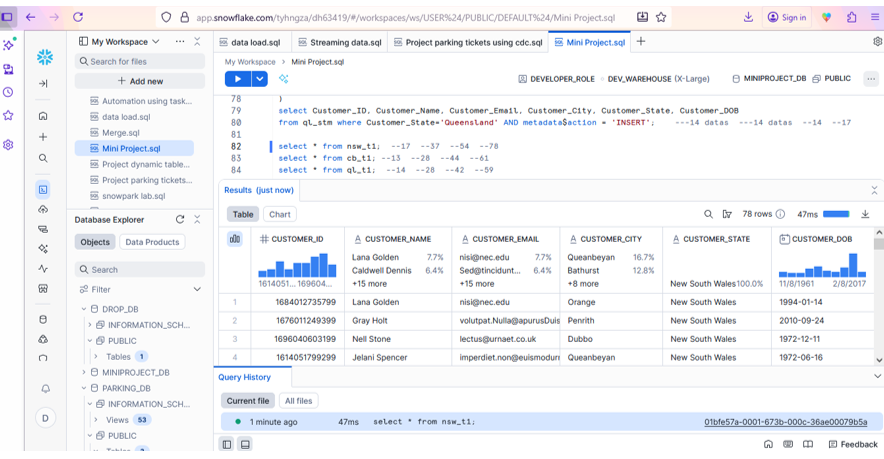 app.snowflake.com/tyhngza/dh63419/#/workspaces/ws/USER%24/PUBLIC/DEFAULT%24/Mini Project.sql
Sign in
My Workspace
Search for files
Add new
Automation using task...
data load.sql
Merge.sql
Mini Project.sql
Project dynamic table...
Project parking tickets...
snowpark lab.sql
Database Explorer
Objects
Data Products
Search
Filter
DROP_DB
INFORMATION_SCH...
PUBLIC
Tables 1
MINIPROJECT_DB
PARKING_DB
INFORMATION_SCH...
Views 53
PUBLIC
D
data load.sql
Streaming data.sql
Project parking tickets using cdc.sql
Mini Project.sql
My Workspace > Mini Project.sql
DEVELOPER_ROLE
DEV_WAREHOUSE (X-Large)
MINIPROJECT_DB
PUBLIC
78 )
79 select Customer_ID, Customer_Name, Customer_Email, Customer_City, Customer_State, Customer_DOB
80 from ql_stm where Customer_State='Queensland' AND metadata$action = 'INSERT'; ---14 datas ---14 datas --14 --17
81
82 select * from nsw_t1; --17 --37 --54 --78
83 select * from cb_t1; --13 --28 --44 --61
84 select * from ql_t1; --14 --28 --42 --59
Results (just now)
Table
Chart
78 rows
47ms
CUSTOMER_ID CUSTOMER_NAME CUSTOMER_EMAIL CUSTOMER_CITY CUSTOMER_STATE CUSTOMER_DOB
Lana Golden 7.7% nisi@nec.edu 7.7% Queanbeyan 16.7%
Caldwell Dennis 6.4% Sed@tincidunt... 6.4% Bathurst 12.8%
1614051... 169604... +15 more +15 more +8 more New South Wales 100.0% 11/8/1961 2/8/2017
1 1684012735799 Lana Golden nisi@nec.edu Orange New South Wales 1994-01-14
2 1676011249399 Gray Holt volutpat.Nulla@apurusDuis Penrith New South Wales 2010-09-24
3 1696040603199 Nell Stone lectus@urnaet.co.uk Dubbo New South Wales 1972-12-11
4 1614051799299 Jelani Spencer imperdiet.non@euismodur Queanbeyan New South Wales 1972-06-16
Query History
Current file
All files
1 minute ago 47ms select * from nsw_t1; 01bfe57a-0001-673b-000c-36ae00079b5a
Feedback